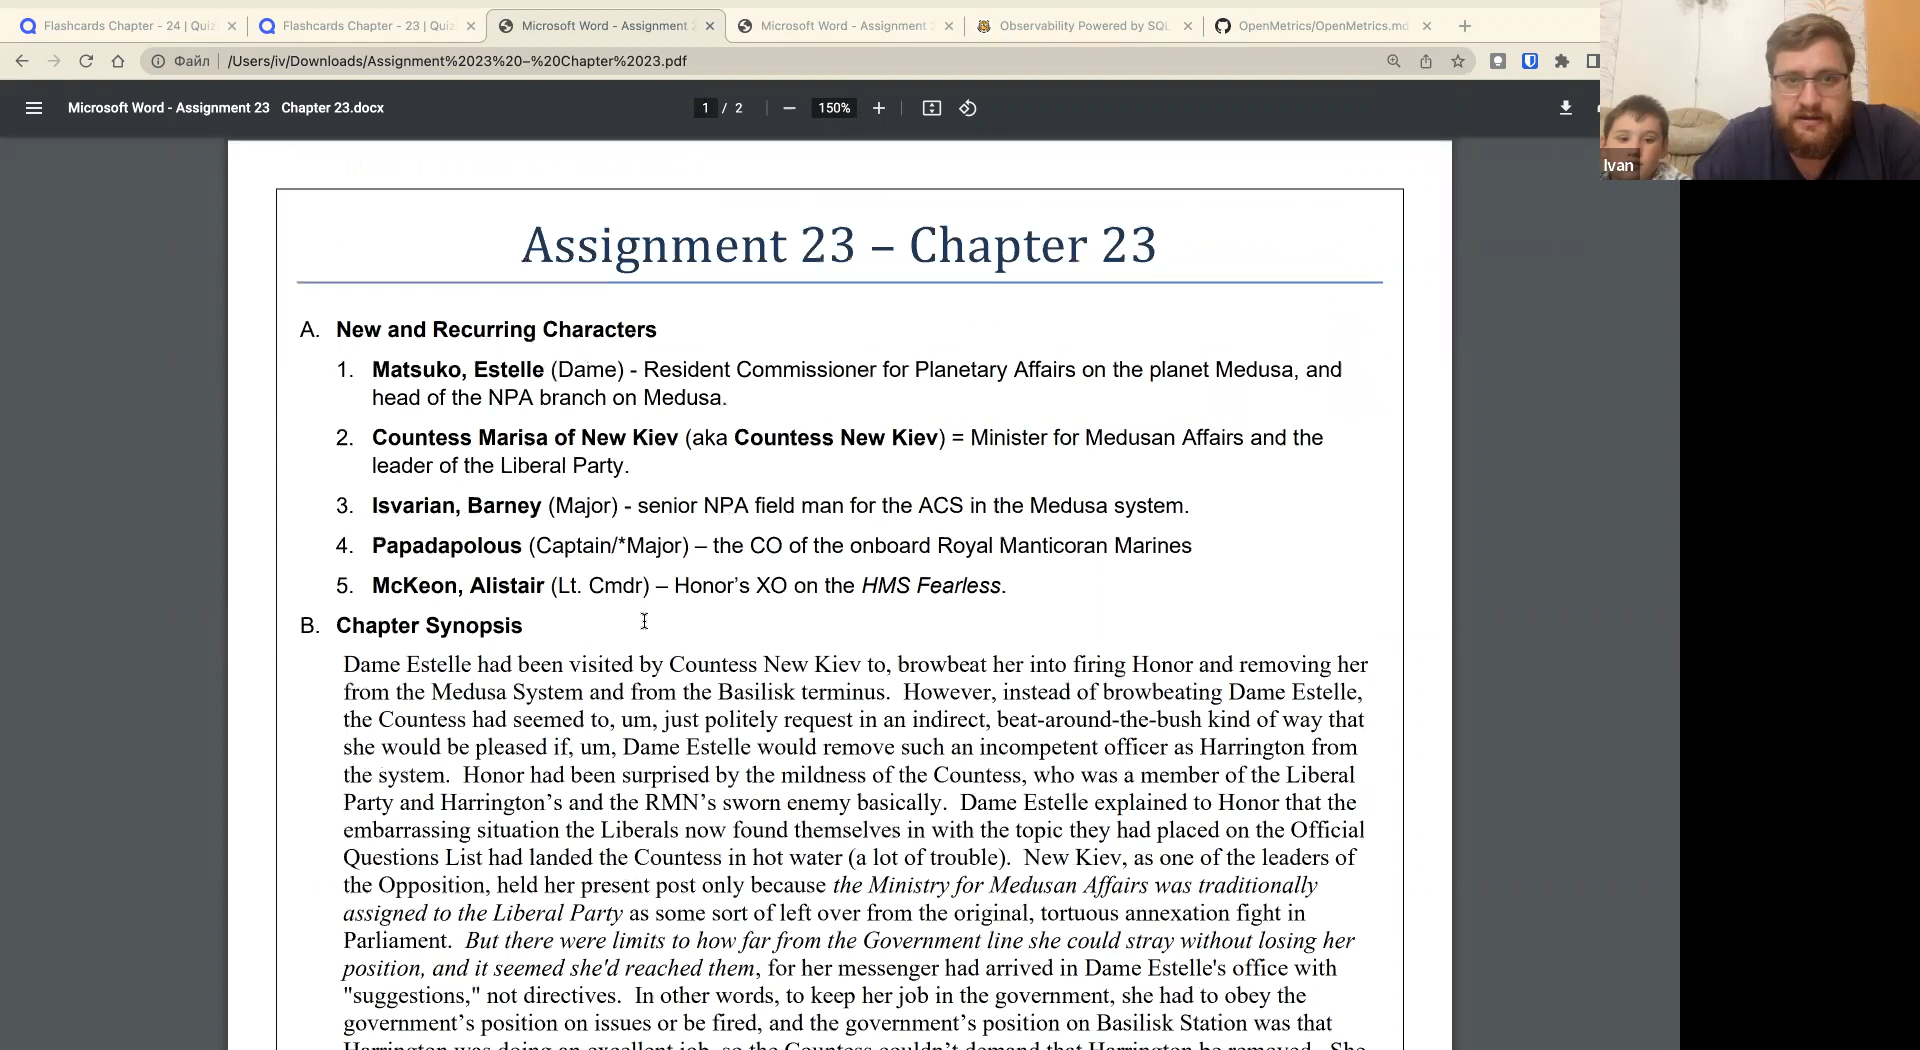 Flashcards Chapter - 24 | Quiz
Flashcards Chapter - 23 | Quiz
Microsoft Word - Assignment 2
Microsoft Word - Assignment 2
Observability Powered by SQL
OpenMetrics/OpenMetrics.md
Файл | /Users/iv/Downloads/Assignment%2023%20–%20Chapter%2023.pdf
Microsoft Word - Assignment 23 Chapter 23.docx
1 / 2
150%
Ivan
Assignment 23 – Chapter 23
A. New and Recurring Characters
1. Matsuko, Estelle (Dame) - Resident Commissioner for Planetary Affairs on the planet Medusa, and
head of the NPA branch on Medusa.
2. Countess Marisa of New Kiev (aka Countess New Kiev) = Minister for Medusan Affairs and the
leader of the Liberal Party.
3. Isvarian, Barney (Major) - senior NPA field man for the ACS in the Medusa system.
4. Papadapolous (Captain/*Major) – the CO of the onboard Royal Manticoran Marines
5. McKeon, Alistair (Lt. Cmdr) – Honor’s XO on the HMS Fearless.
B. Chapter Synopsis
Dame Estelle had been visited by Countess New Kiev to, browbeat her into firing Honor and removing her
from the Medusa System and from the Basilisk terminus. However, instead of browbeating Dame Estelle,
the Countess had seemed to, um, just politely request in an indirect, beat-around-the-bush kind of way that
she would be pleased if, um, Dame Estelle would remove such an incompetent officer as Harrington from
the system. Honor had been surprised by the mildness of the Countess, who was a member of the Liberal
Party and Harrington’s and the RMN’s sworn enemy basically. Dame Estelle explained to Honor that the
embarrassing situation the Liberals now found themselves in with the topic they had placed on the Official
Questions List had landed the Countess in hot water (a lot of trouble). New Kiev, as one of the leaders of
the Opposition, held her present post only because the Ministry for Medusan Affairs was traditionally
assigned to the Liberal Party as some sort of left over from the original, tortuous annexation fight in
Parliament. But there were limits to how far from the Government line she could stray without losing her
position, and it seemed she'd reached them, for her messenger had arrived in Dame Estelle's office with
"suggestions," not directives. In other words, to keep her job in the government, she had to obey the
government’s position on issues or be fired, and the government’s position on Basilisk Station was that
Harrington was doing an excellent job, so the Countess couldn’t demand that Harrington be removed. She